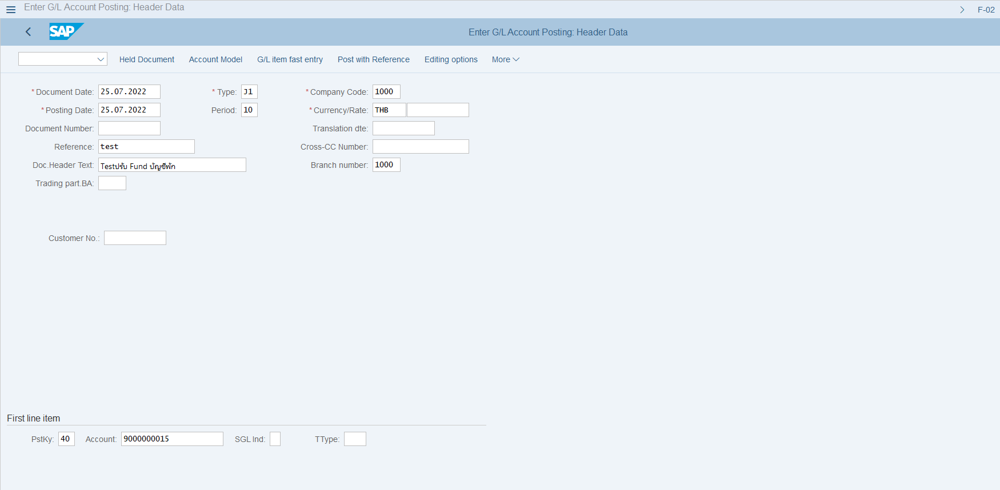 Enter G/L Account Posting: Header Data
F-02
SAP
Enter G/L Account Posting: Header Data
Held Document Account Model G/L item fast entry Post with Reference Editing options More
* Document Date: 25.07.2022 * Type: J1 * Company Code: 1000
* Posting Date: 25.07.2022 Period: 10 * Currency/Rate: THB
Document Number: Translation dte:
Reference: test Cross-CC Number:
Doc.Header Text: Testปรับ Fund บัญชีพัก Branch number: 1000
Trading part.BA:
Customer No.:
First line item
PstKy: 40 Account: 9000000015 SGL Ind: TType: